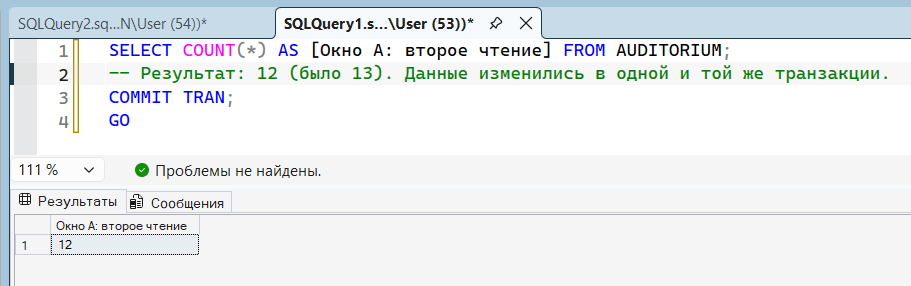 SQLQuery2.sq...N\User (54))*
SQLQuery1.s...\User (53))*
1 SELECT COUNT(*) AS [Окно A: второе чтение] FROM AUDITORIUM;
2 -- Результат: 12 (было 13). Данные изменились в одной и той же транзакции.
3 COMMIT TRAN;
4 GO
111 %
Проблемы не найдены.
Результаты
Сообщения
Окно A: второе чтение
1 12